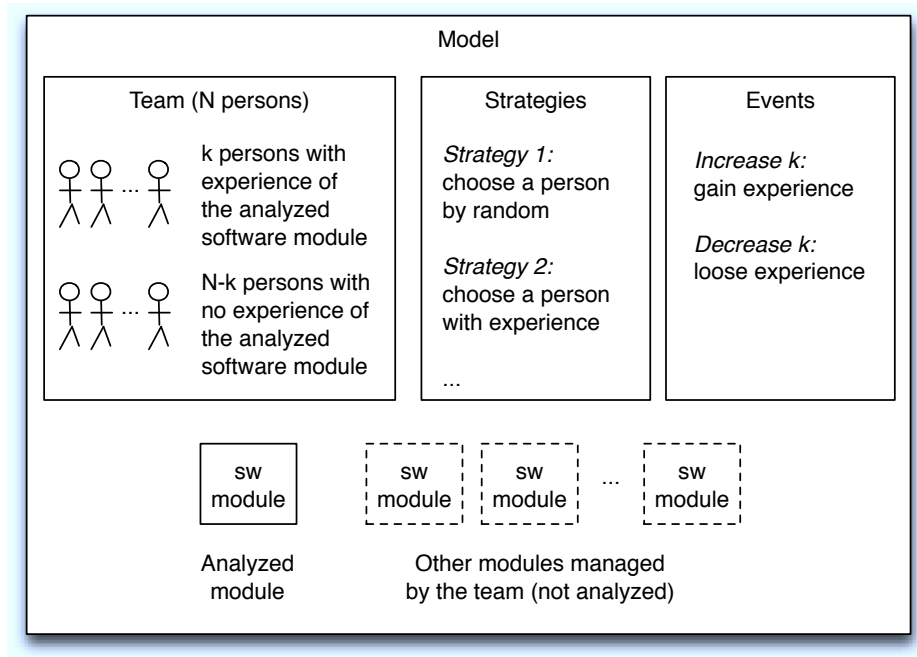 Model
Team (N persons)
...
k persons with
experience of
the analyzed
software module
...
N-k persons with
no experience of
the analyzed
software module
Strategies
Strategy 1:
choose a person
by random
Strategy 2:
choose a person
with experience
...
Events
Increase k:
gain experience
Decrease k:
loose experience
sw
module
Analyzed
module
sw
module
sw
module
...
sw
module
Other modules managed
by the team (not analyzed)